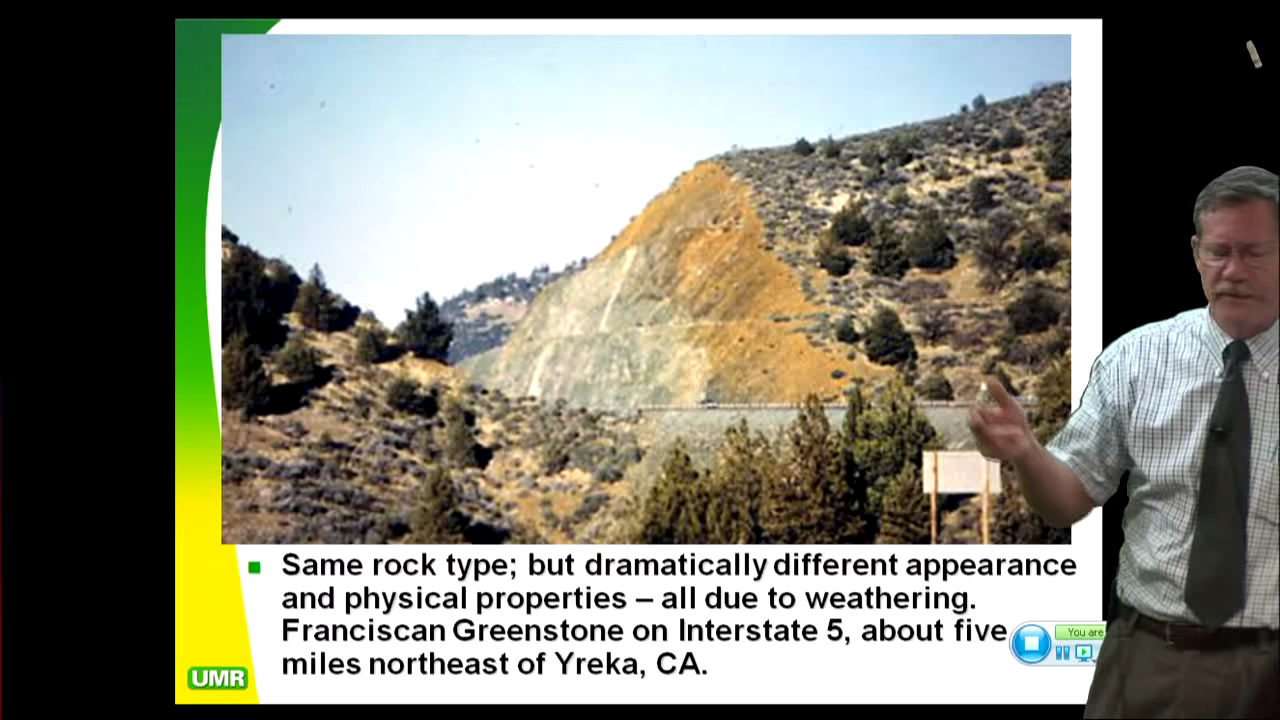 Same rock type; but dramatically different appearance
and physical properties – all due to weathering.
Franciscan Greenstone on Interstate 5, about five
miles northeast of Yreka, CA.
You are
UMR